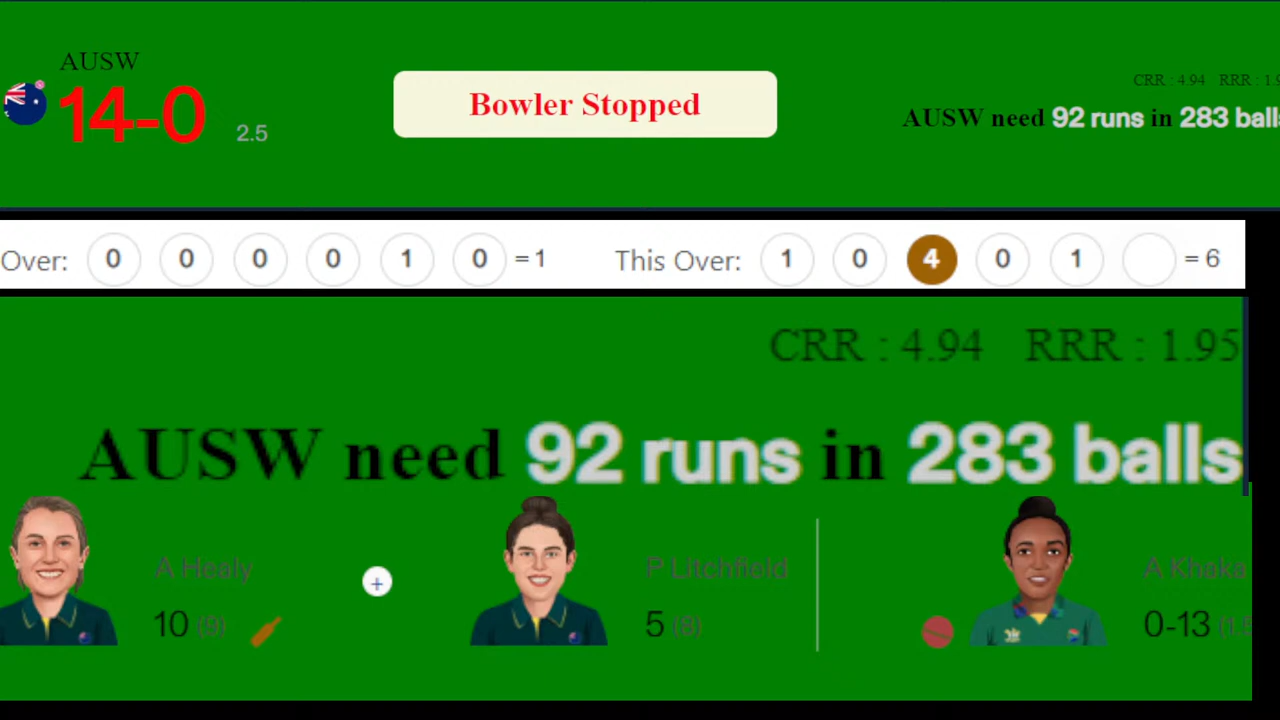 AUSW
14-0 2.5
Bowler Stopped
CRR : 4.94 RRR : 1.9
AUSW need 92 runs in 283 balls
Over: 0 0 0 0 1 0 = 1 This Over: 1 0 4 0 1 = 6
CRR : 4.94 RRR : 1.95
AUSW need 92 runs in 283 balls
A Healy
10 (9)
P Litchfield
5 (8)
A Khaka
0-13 (1.5